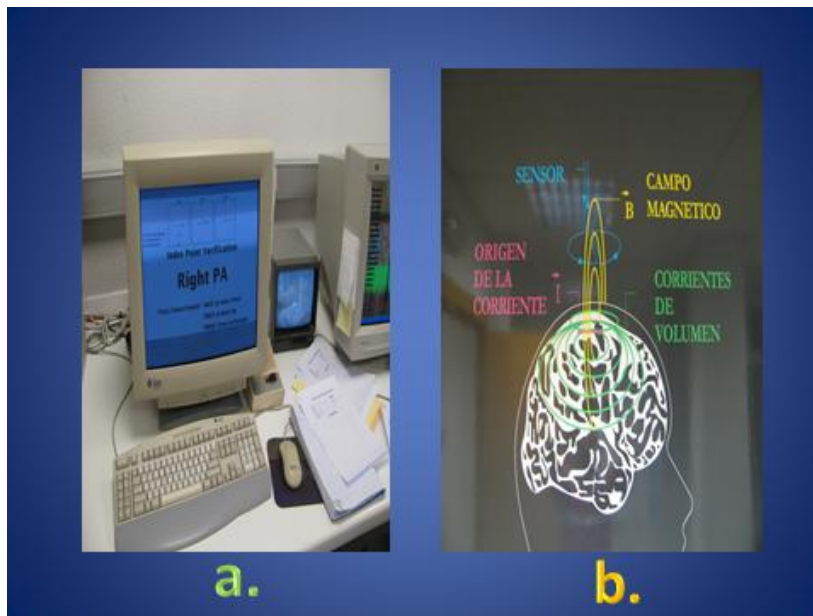 Index Point Verification
Right PA
SENSOR
B
CAMPO
MAGNETICO
ORIGEN
DE LA
CORRIENTE
I
CORRIENTES
DE
VOLUMEN
a.
b.